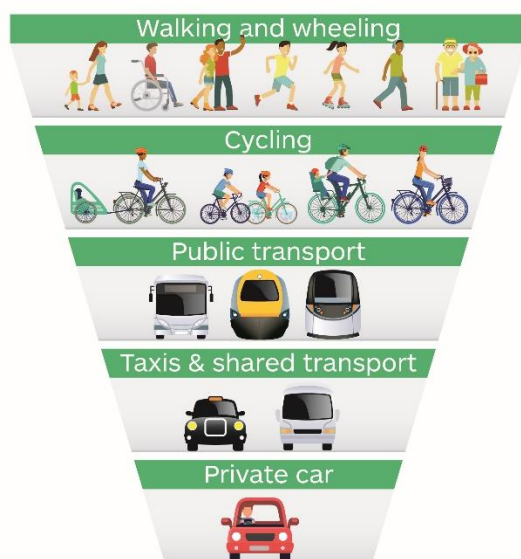 Walking and wheeling
Cycling
Public transport
Taxis & shared transport
Private car